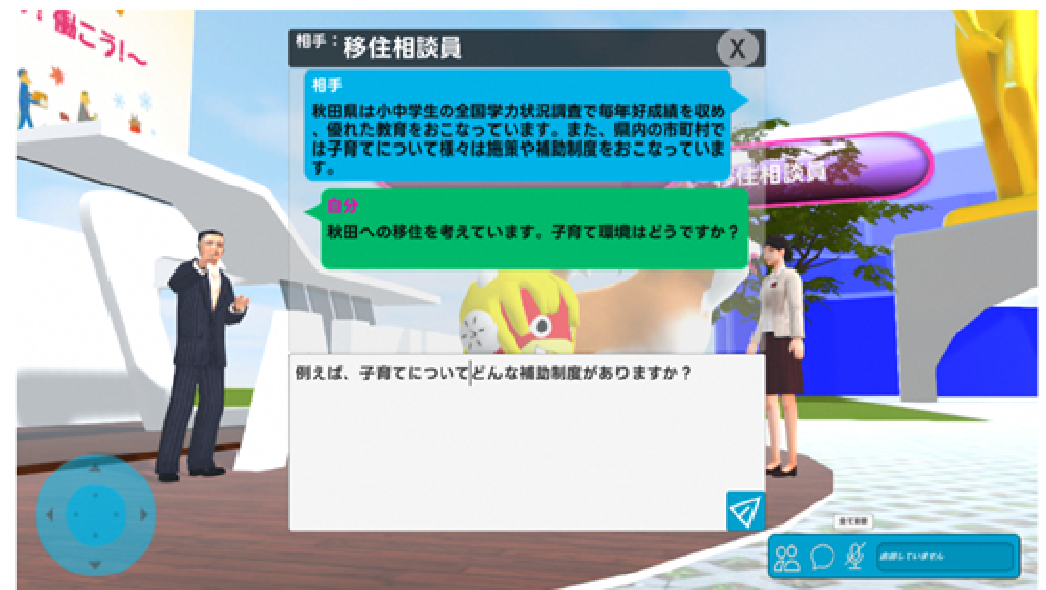 働こう!～
相手：移住相談員
X
相手
秋田県は小中学生の全国学力状況調査で毎年好成績を収め
、優れた教育をおこなっています。また、県内の市町村で
は子育てについて様々は施策や補助制度をおこなっていま
す。
移住相談員
自分
秋田への移住を考えています。子育て環境はどうですか？
例えば、子育てについてどんな補助制度がありますか？